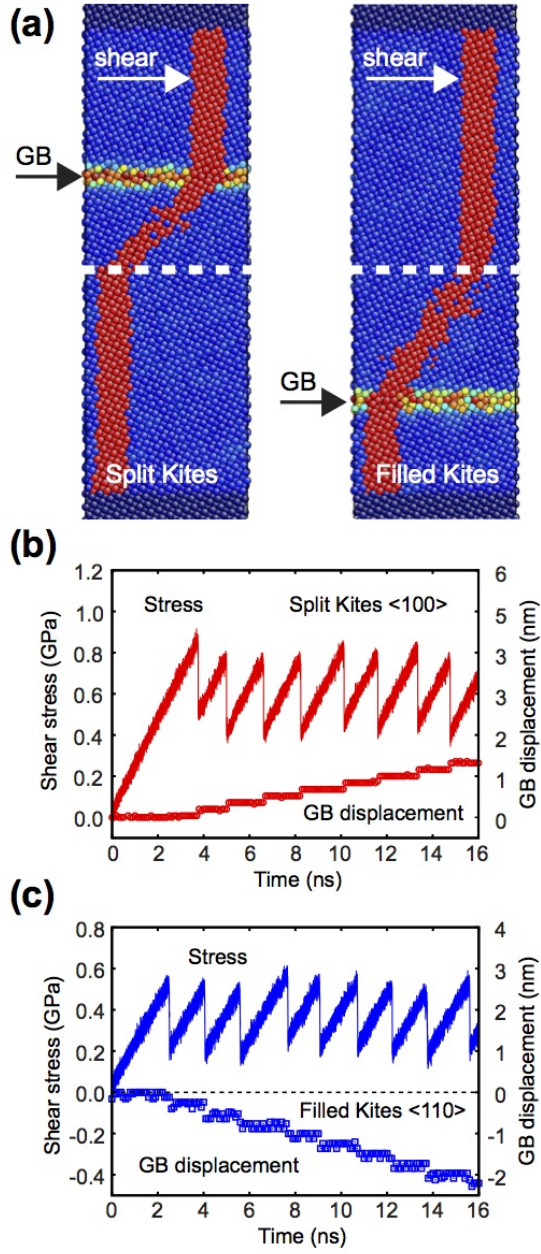 (a)
shear
GB
Split Kites
shear
GB
Filled Kites
(b)
Shear stress (GPa)
1.2
1.0
0.8
0.6
0.4
0.2
0.0
Stress
Split Kites <100>
GB displacement
6
5
3
3
2
1
0
GB displacement (nm)
0 2 4 6 8 10 12 14 16
Time (ns)
(c)
Shear stress (GPa)
0.8
0.6
0.4
0.2
0.0
-0.2
-0.4
Stress
Filled Kites <110>
GB displacement
4
3
2
1
0
-1
-2
GB displacement (nm)
0 2 4 6 8 10 12 14 16
Time (ns)